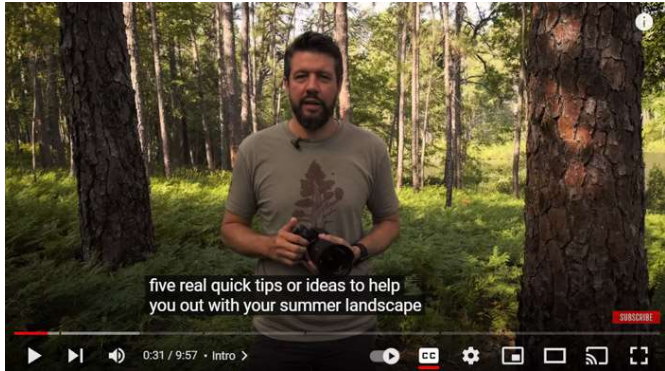 five real quick tips or ideas to help
you out with your summer landscape
SUBSCRIBE
0:31 / 9:57 • Intro >
CC